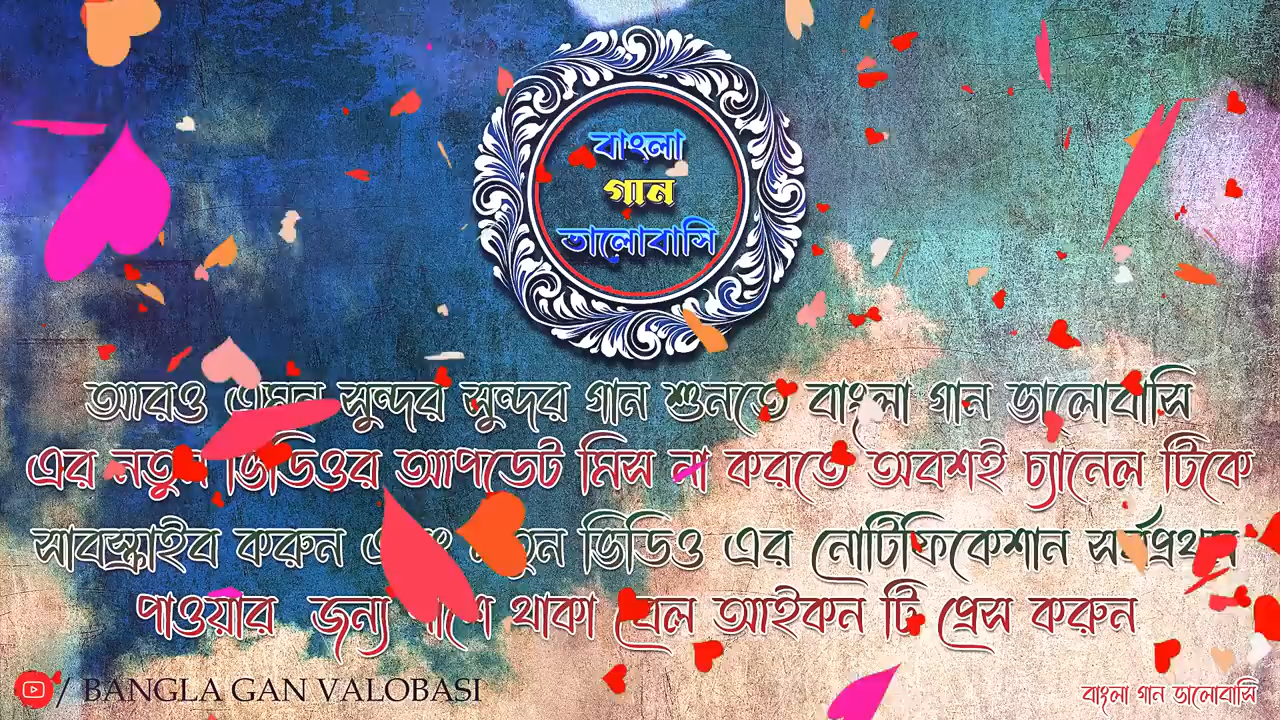 বাংলা
গান
ভালোবাসি
আরও এমন সুন্দর সুন্দর গান শুনতে বাংলা গান ভালোবাসি
এর নতুন ভিডিওর আপডেট মিস না করতে অবশই চ্যানেল টিকে
সাবস্ক্রাইব করুন ভিডিও এর নোটিফিকেশান সর্বপ্রথম
পাওয়ার জন্য পাশে থাকা বেল আইকন টি প্রেস করুন
/ BANGLA GAN VALOBASI
বাংলা গান ভালোবাসি